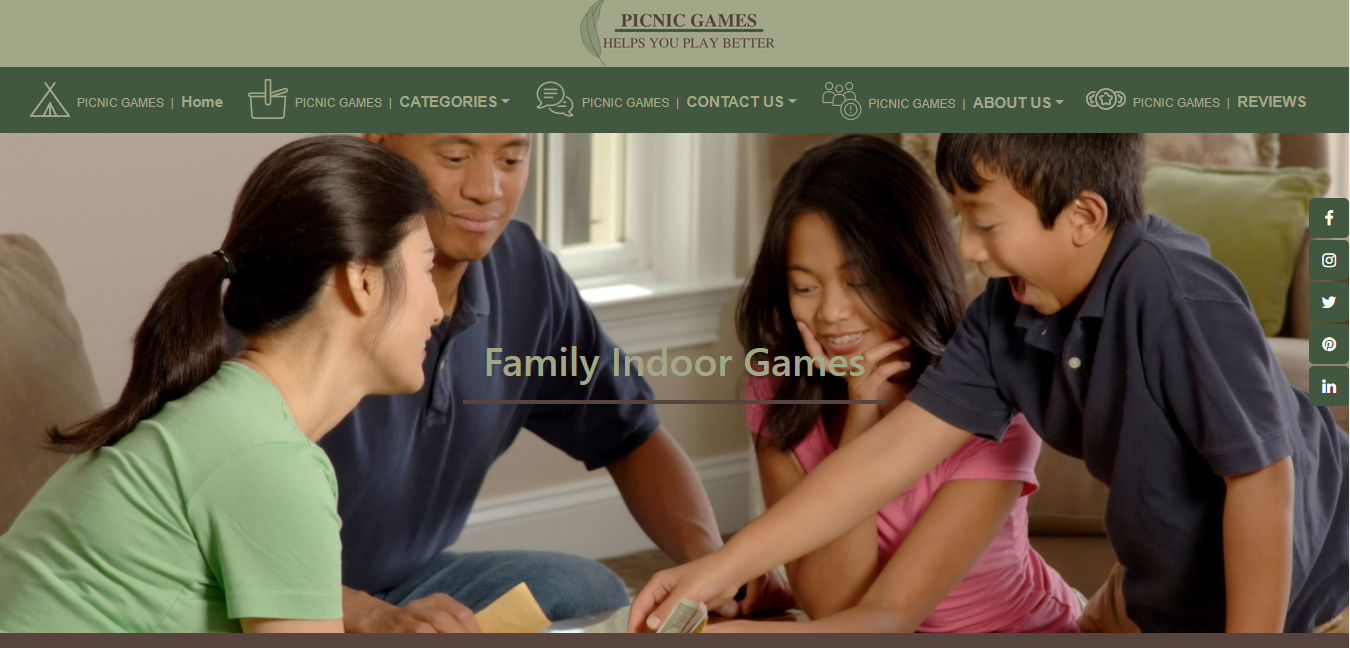 PICNIC GAMES
HELPS YOU PLAY BETTER
PICNIC GAMES | Home
PICNIC GAMES | CATEGORIES
PICNIC GAMES | CONTACT US
PICNIC GAMES | ABOUT US
PICNIC GAMES | REVIEWS
Family Indoor Games